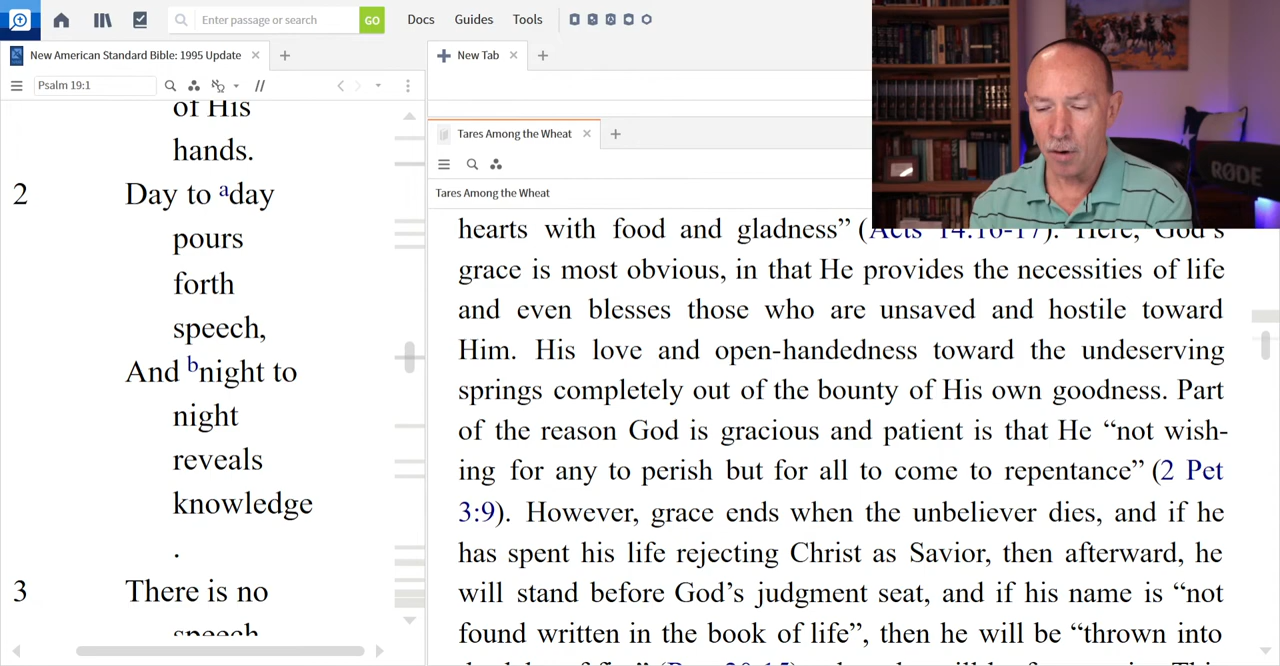 Enter passage or search
GO
Docs
Guides
Tools
New American Standard Bible: 1995 Update
New Tab
Psalm 19:1
of His
hands.
2 Day to aday
pours
forth
speech,
And bnight to
night
reveals
knowledge
.
3 There is no
speech
Tares Among the Wheat
Tares Among the Wheat
hearts with food and gladness” (Acts 14:16-17). Here, God’s
grace is most obvious, in that He provides the necessities of life
and even blesses those who are unsaved and hostile toward
Him. His love and open-handedness toward the undeserving
springs completely out of the bounty of His own goodness. Part
of the reason God is gracious and patient is that He “not wish-
ing for any to perish but for all to come to repentance” (2 Pet
3:9). However, grace ends when the unbeliever dies, and if he
has spent his life rejecting Christ as Savior, then afterward, he
will stand before God’s judgment seat, and if his name is “not
found written in the book of life”, then he will be “thrown into
RØDE